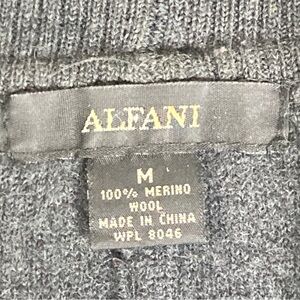 ALFANI
M
100% MERINO
WOOL
MADE IN CHINA
WPL 8046